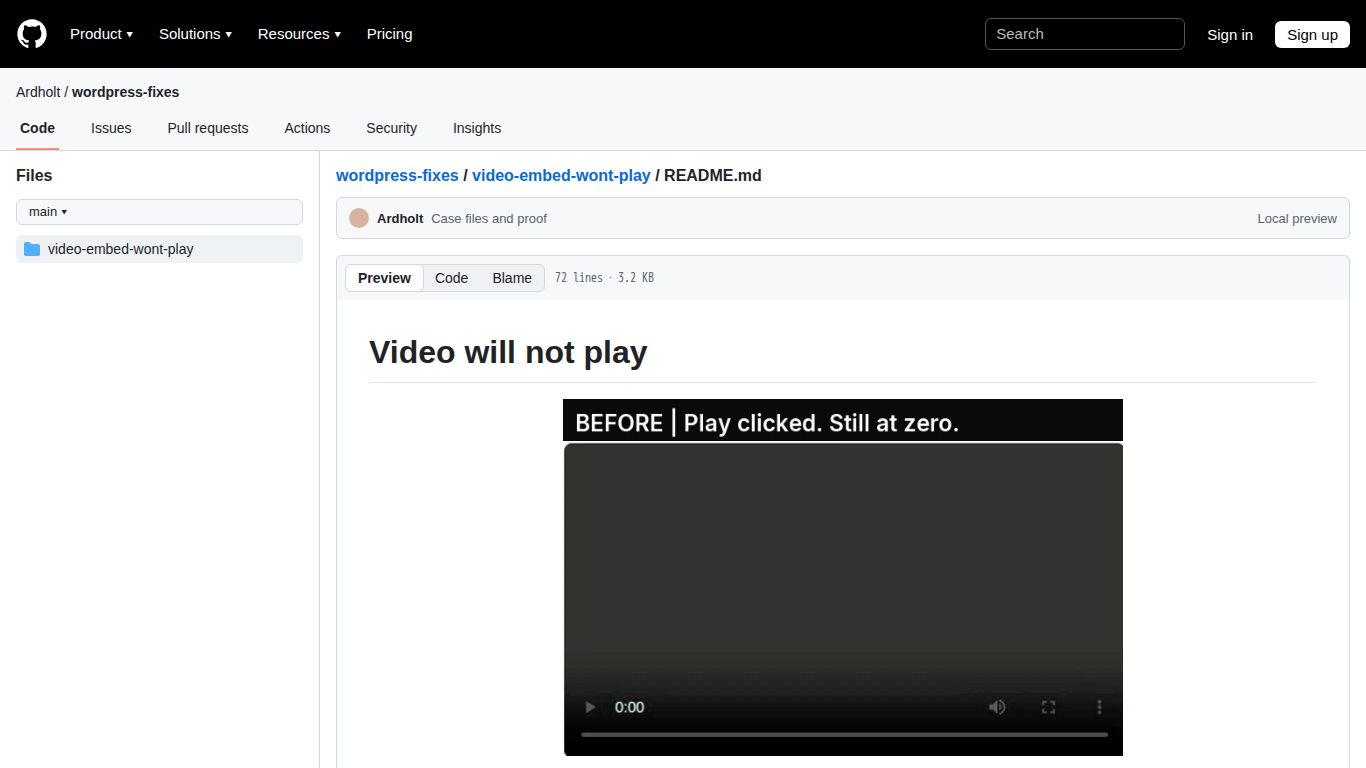 Product ▾ Solutions ▾ Resources ▾ Pricing Search Sign in Sign up
Ardholt / wordpress-fixes
Code Issues Pull requests Actions Security Insights
Files
main ▾
video-embed-wont-play
wordpress-fixes / video-embed-wont-play / README.md
Ardholt Case files and proof Local preview
Preview Code Blame 72 lines · 3.2 KB
Video will not play
BEFORE | Play clicked. Still at zero.
0:00